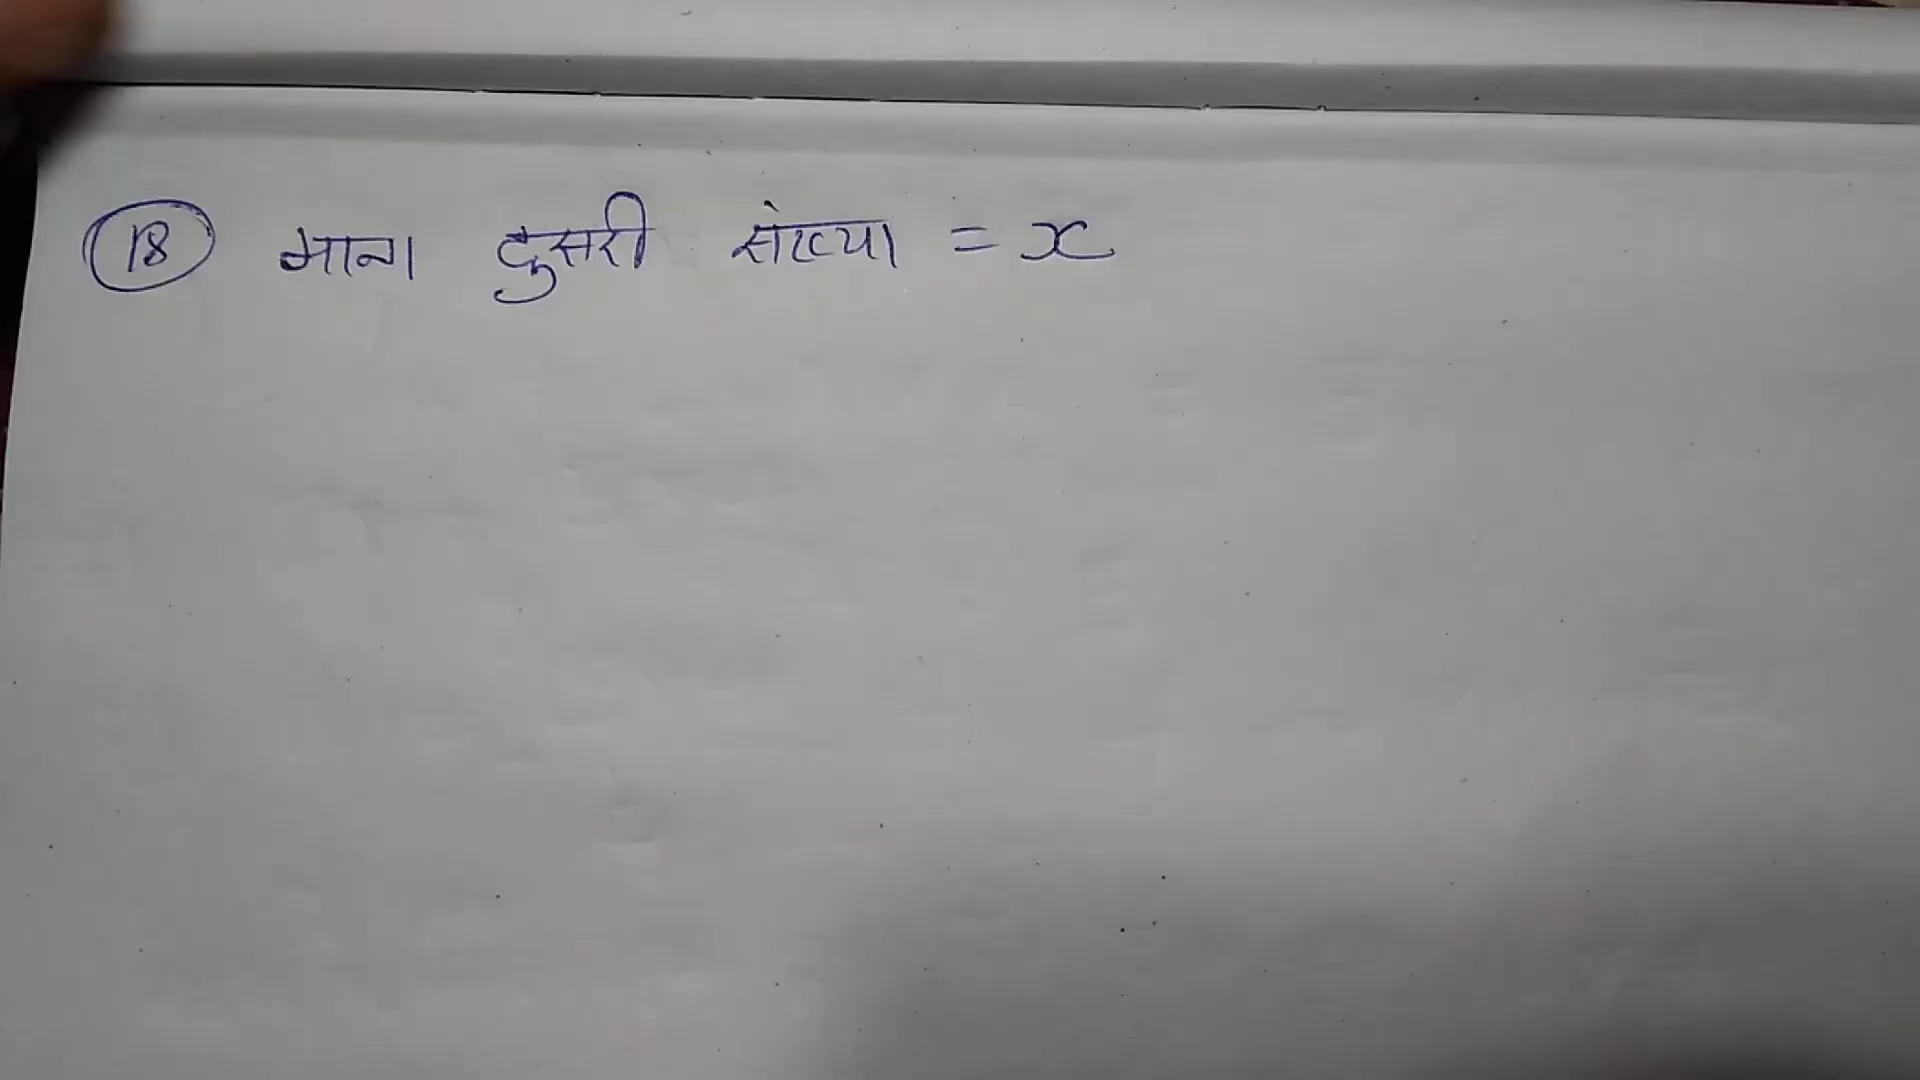 18 माना दुसरी संख्या = x